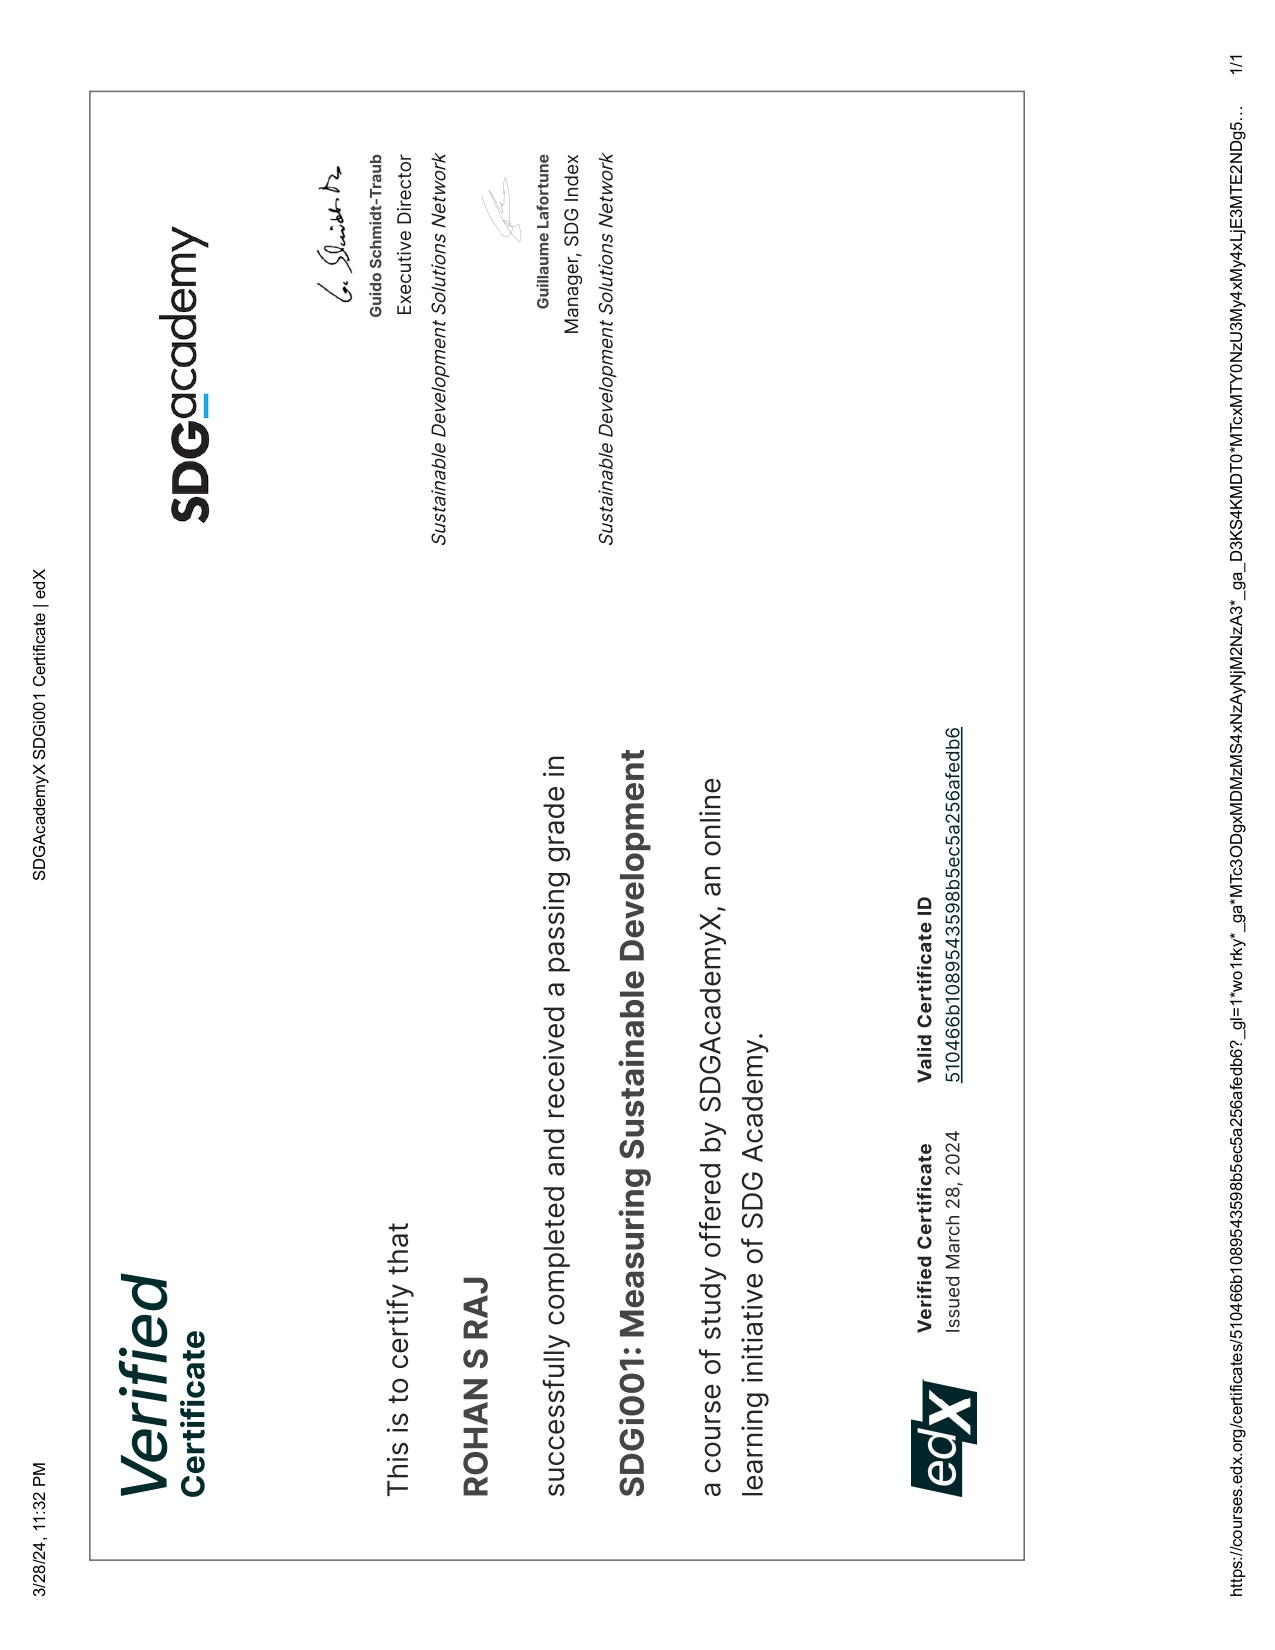 3/28/24, 11:32 PM
SDGAcademyX SDGi001 Certificate | edX
Verified
Certificate
SDGacademy
Guido Schmidt-Traub
Executive Director
Sustainable Development Solutions Network
Guillaume Lafortune
Manager, SDG Index
Sustainable Development Solutions Network
This is to certify that
ROHAN S RAJ
successfully completed and received a passing grade in
SDGi001: Measuring Sustainable Development
a course of study offered by SDGAcademyX, an online
learning initiative of SDG Academy.
edX
Verified Certificate
Issued March 28, 2024
Valid Certificate ID
510466b1089543598b5ec5a256afedb6
https://courses.edx.org/certificates/510466b1089543598b5ec5a256afedb6?_gl=1*wo1rky*_ga*MTc3ODgxMDMzMS4xNzAyNjM2NzA3*_ga_D3KS4KMDT0*MTcxMTY0NzU3My4xMy4xLjE3MTE2NDg5...
1/1